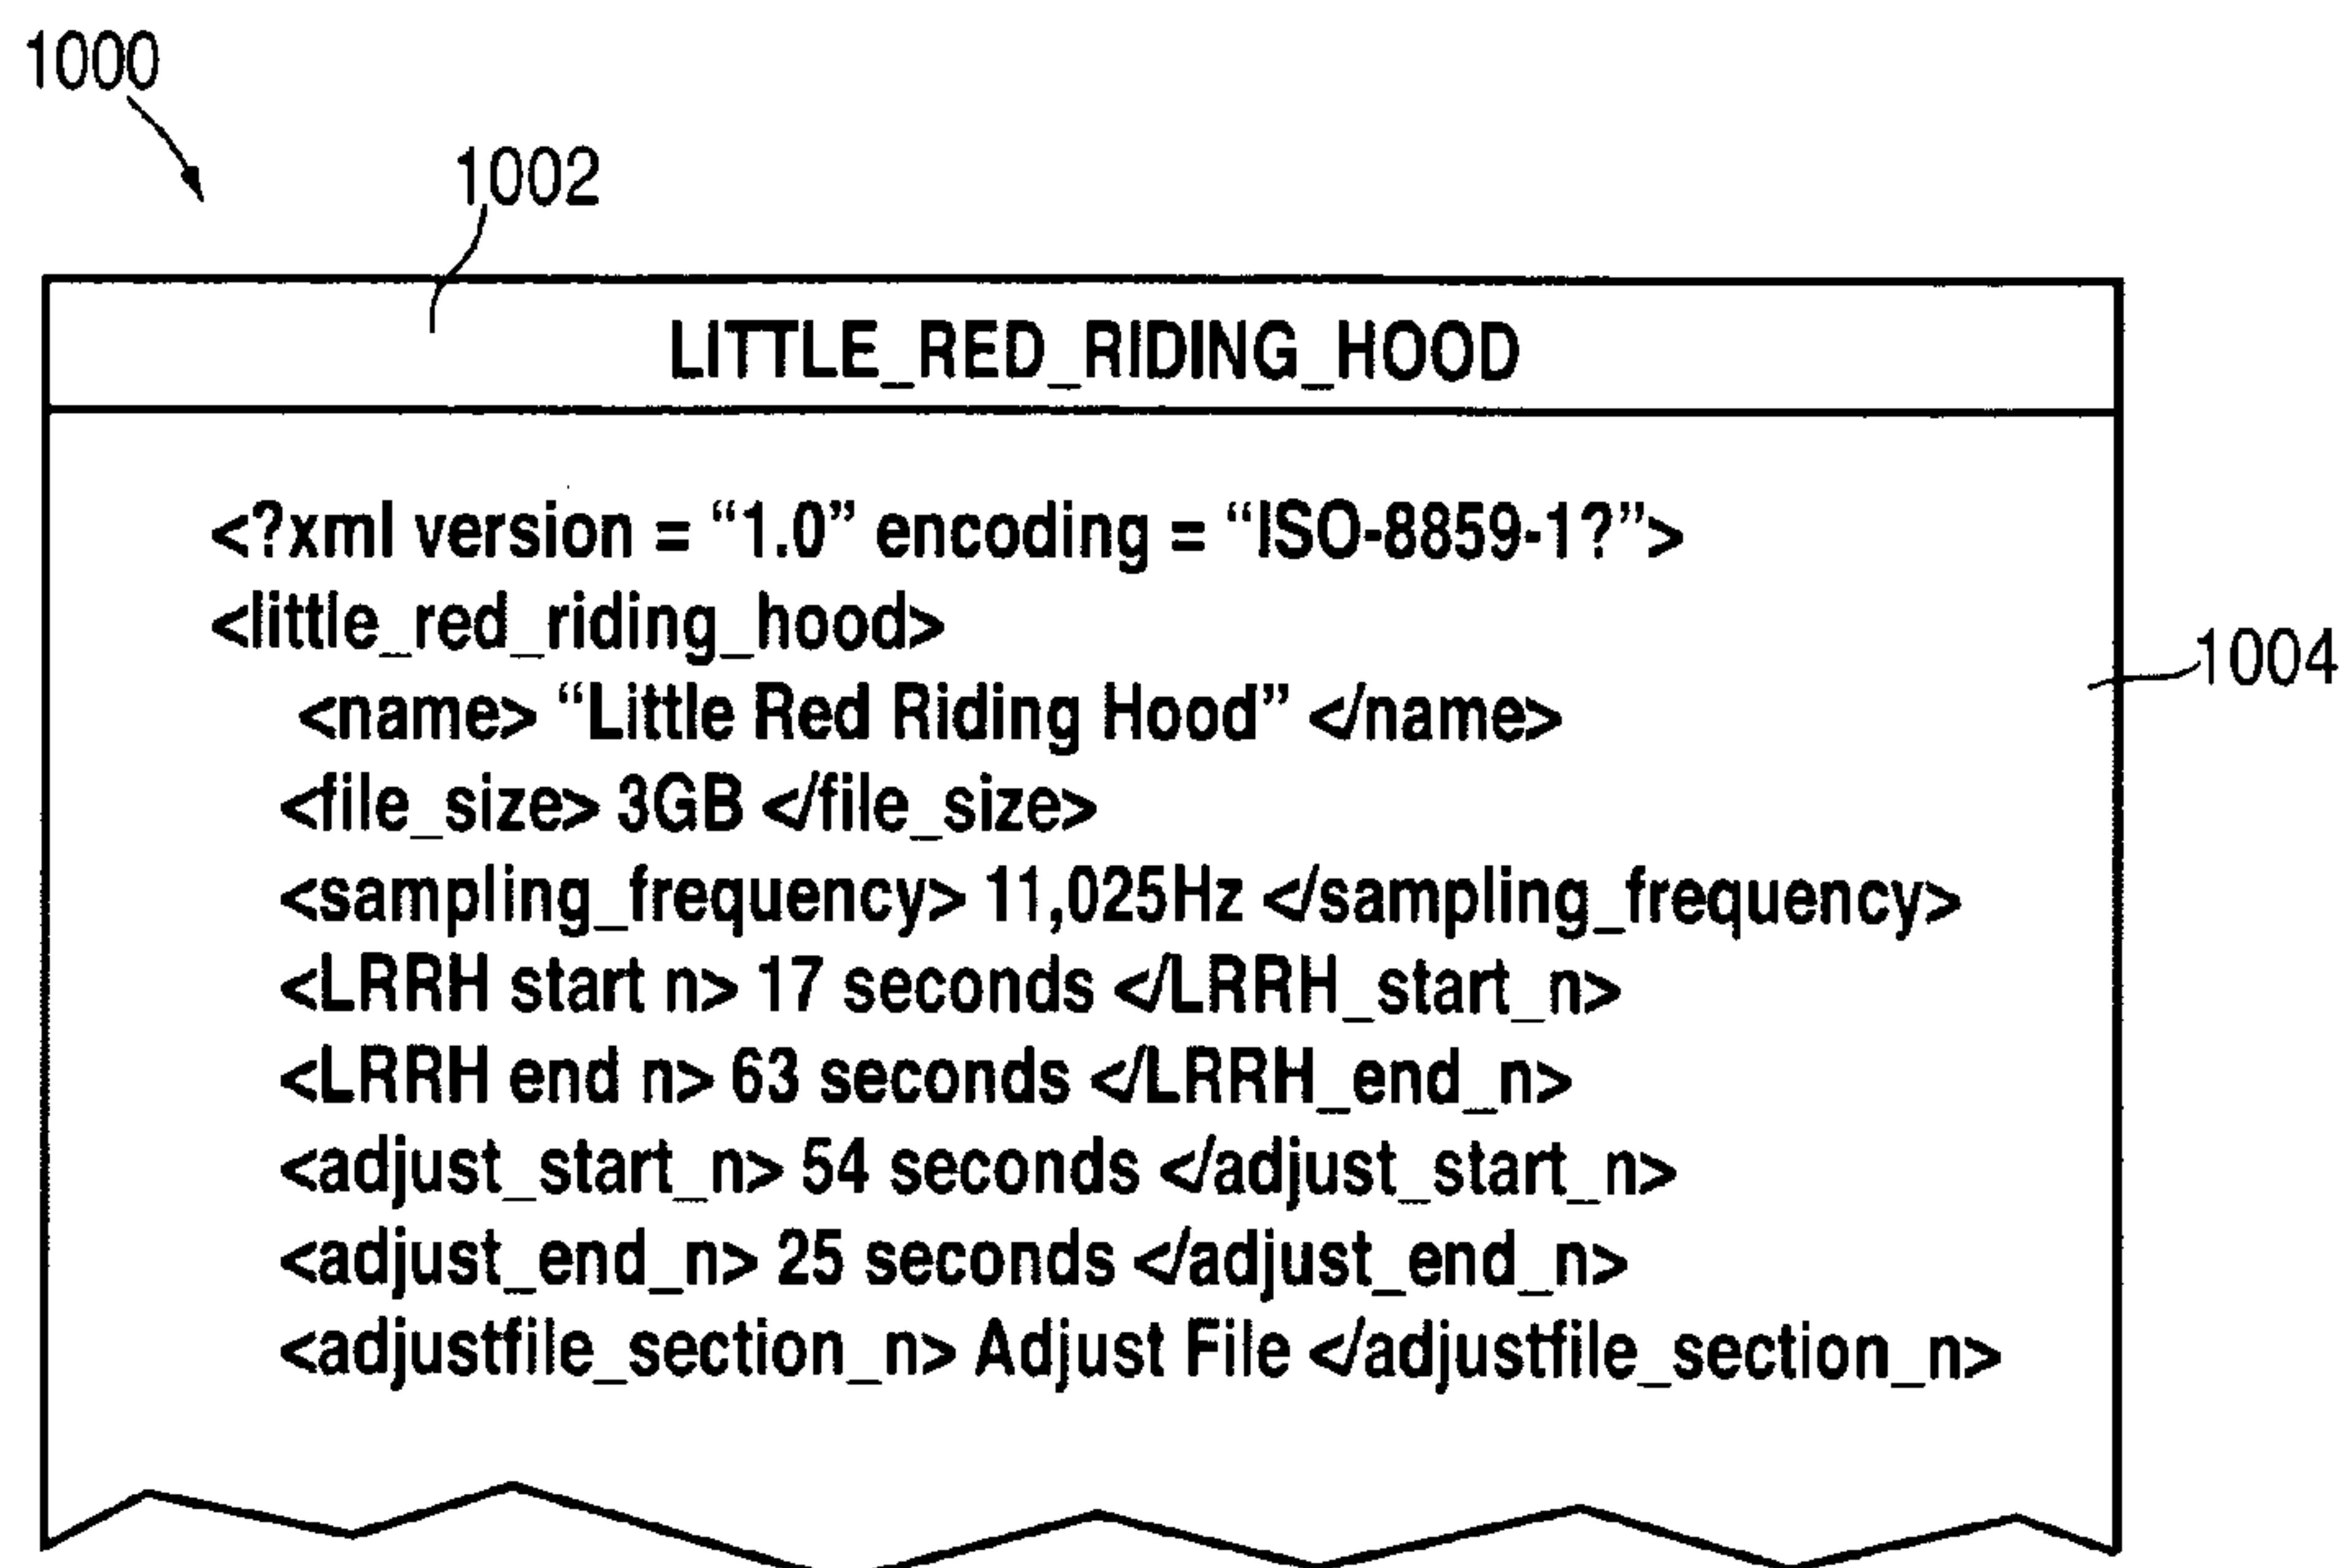 1000
1002
LITTLE_RED_RIDING_HOOD
<?xml version = “1.0” encoding = “ISO-8859-1?”>
<little_red_riding_hood>
<name> “Little Red Riding Hood” </name>
<file_size> 3GB </file_size>
<sampling_frequency> 11,025Hz </sampling_frequency>
<LRRH start n> 17 seconds </LRRH_start_n>
<LRRH end n> 63 seconds </LRRH_end_n>
<adjust_start_n> 54 seconds </adjust_start_n>
<adjust_end_n> 25 seconds </adjust_end_n>
<adjustfile_section_n> Adjust File </adjustfile_section_n>
1004